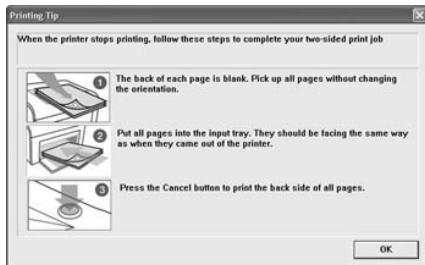 Printing Tip
When the printer stops printing, follow these steps to complete your two-sided print job
1
The back of each page is blank. Pick up all pages without changing
the orientation.
2
Put all pages into the input tray. They should be facing the same way
as when they came out of the printer.
3
Press the Cancel button to print the back side of all pages.
OK